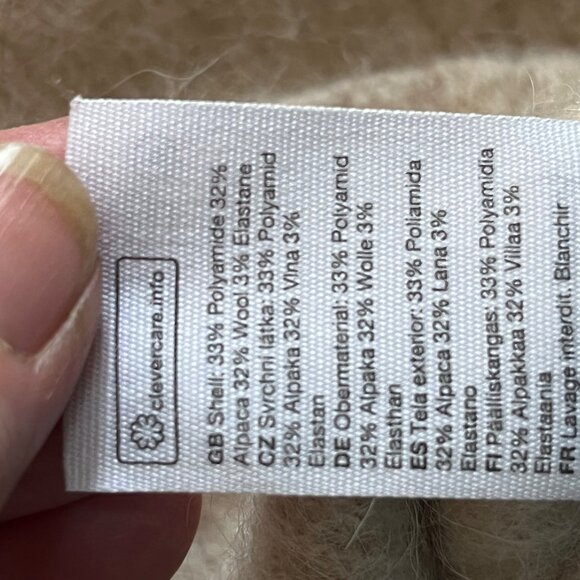 clevercare.info
GB Shell: 33% Polyamide 32%
Alpaca 32% Wool 3% Elastane
CZ Svrchní látka: 33% Polyamid
32% Alpaka 32% Vlna 3%
Elastan
DE Obermaterial: 33% Polyamid
32% Alpaka 32% Wolle 3%
Elasthan
ES Tela exterior: 33% Poliamida
32% Alpaca 32% Lana 3%
Elastano
FI Päälliskangas: 33% Polyamidia
32% Alpakkaa 32% Villaa 3%
Elastaania
FR Lavage interdit. Blanchir